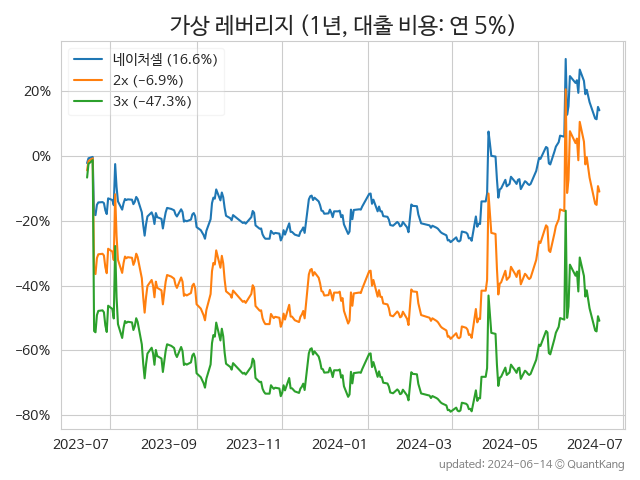 가상 레버리지 (1년, 대출 비용: 연 5%)
네이처셀 (16.6%)
2x (−6.9%)
3x (−47.3%)
20%
0%
−20%
−40%
−60%
−80%
2023−07 2023−09 2023−11 2024−01 2024−03 2024−05 2024−07
updated: 2024-06-14 © QuantKang